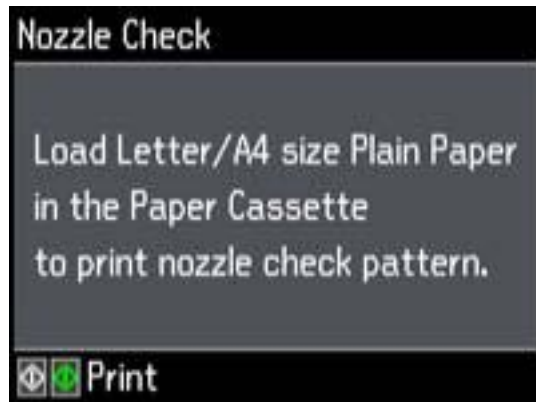 Nozzle Check
Load Letter/A4 size Plain Paper
in the Paper Cassette
to print nozzle check pattern.
Print